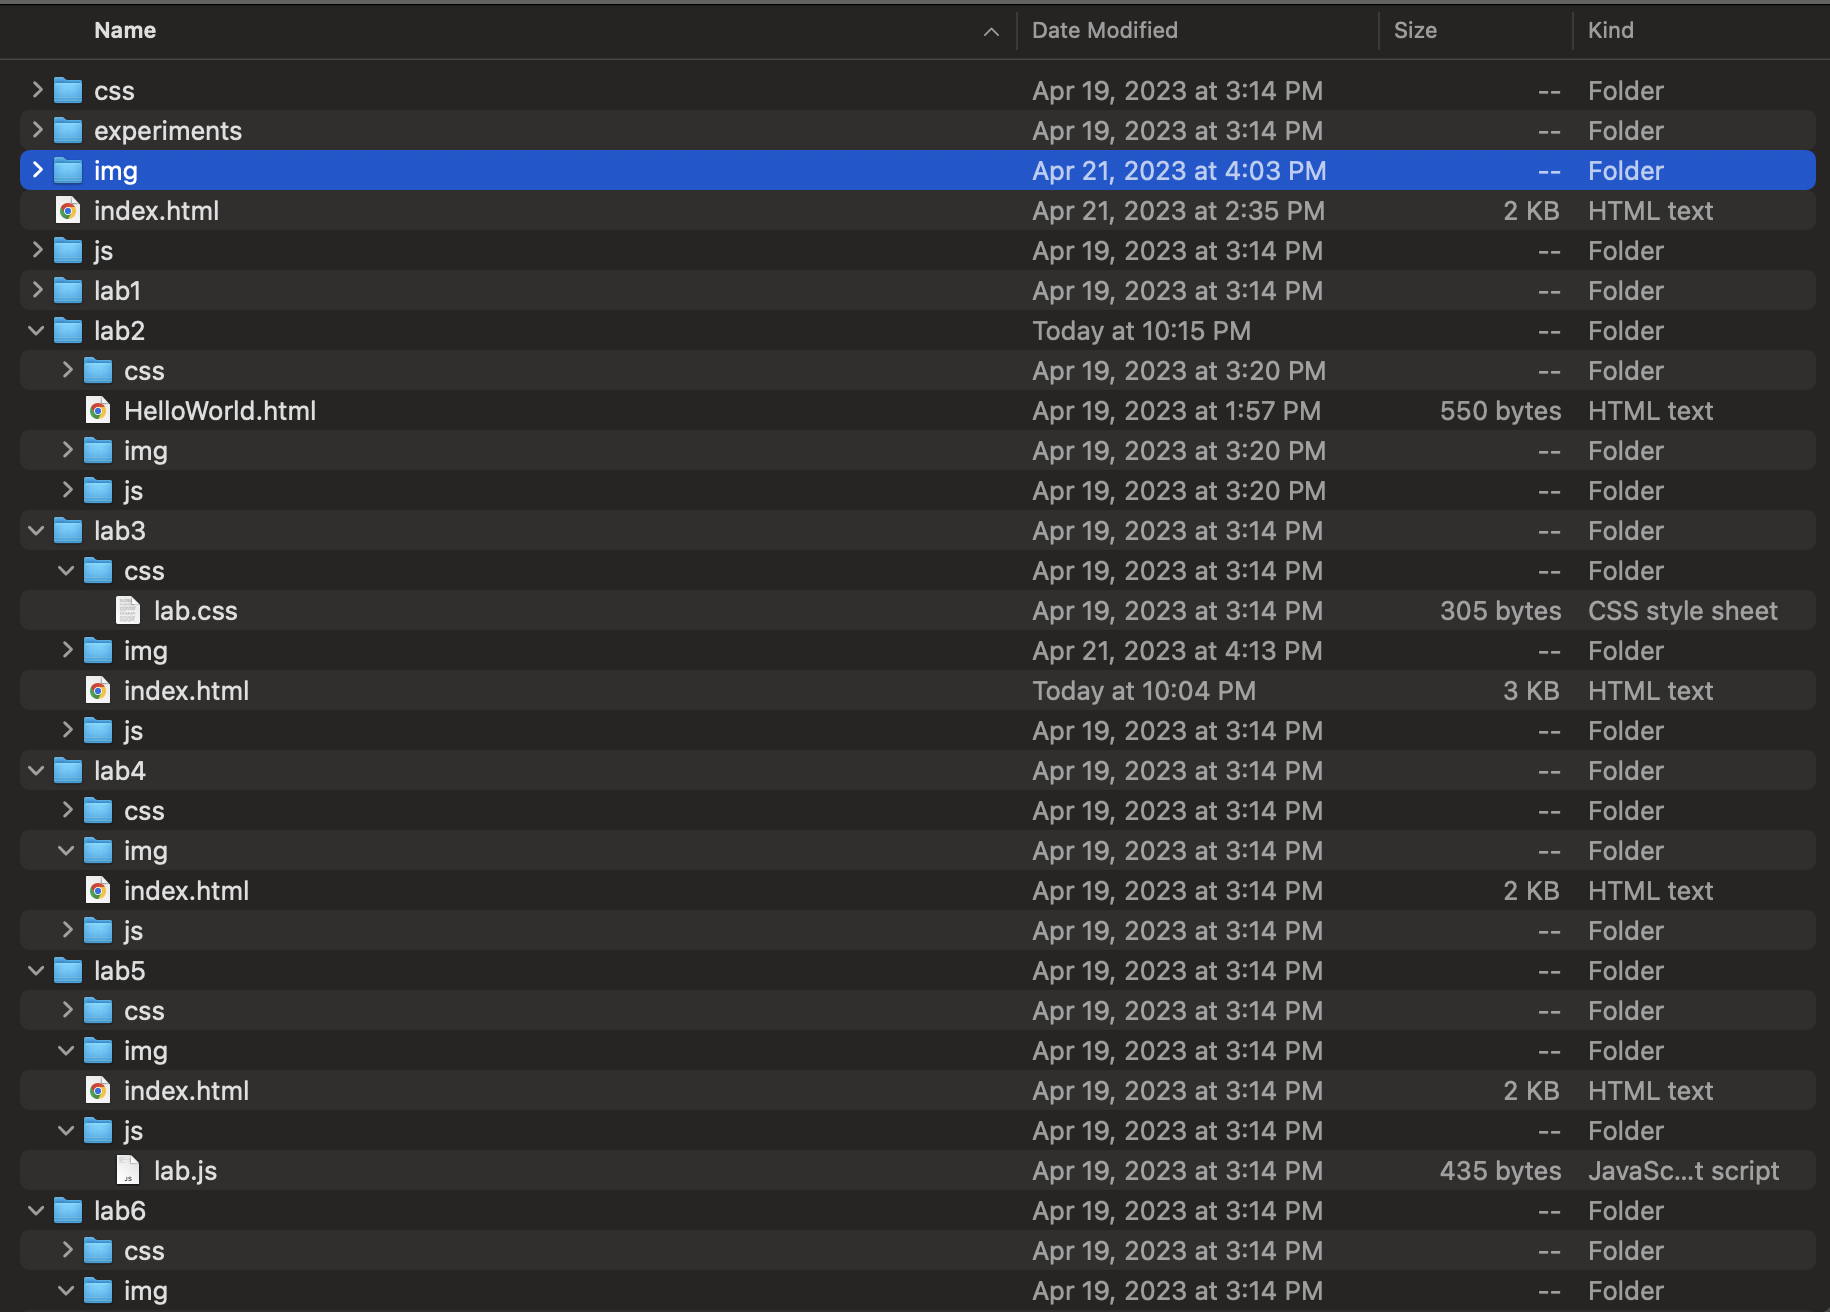 Name Date Modified Size Kind
css Apr 19, 2023 at 3:14 PM -- Folder
experiments Apr 19, 2023 at 3:14 PM -- Folder
img Apr 21, 2023 at 4:03 PM -- Folder
index.html Apr 21, 2023 at 2:35 PM 2 KB HTML text
js Apr 19, 2023 at 3:14 PM -- Folder
lab1 Apr 19, 2023 at 3:14 PM -- Folder
lab2 Today at 10:15 PM -- Folder
css Apr 19, 2023 at 3:20 PM -- Folder
HelloWorld.html Apr 19, 2023 at 1:57 PM 550 bytes HTML text
img Apr 19, 2023 at 3:20 PM -- Folder
js Apr 19, 2023 at 3:20 PM -- Folder
lab3 Apr 19, 2023 at 3:14 PM -- Folder
css Apr 19, 2023 at 3:14 PM -- Folder
lab.css Apr 19, 2023 at 3:14 PM 305 bytes CSS style sheet
img Apr 21, 2023 at 4:13 PM -- Folder
index.html Today at 10:04 PM 3 KB HTML text
js Apr 19, 2023 at 3:14 PM -- Folder
lab4 Apr 19, 2023 at 3:14 PM -- Folder
css Apr 19, 2023 at 3:14 PM -- Folder
img Apr 19, 2023 at 3:14 PM -- Folder
index.html Apr 19, 2023 at 3:14 PM 2 KB HTML text
js Apr 19, 2023 at 3:14 PM -- Folder
lab5 Apr 19, 2023 at 3:14 PM -- Folder
css Apr 19, 2023 at 3:14 PM -- Folder
img Apr 19, 2023 at 3:14 PM -- Folder
index.html Apr 19, 2023 at 3:14 PM 2 KB HTML text
js Apr 19, 2023 at 3:14 PM -- Folder
lab.js Apr 19, 2023 at 3:14 PM 435 bytes JavaSc...t script
lab6 Apr 19, 2023 at 3:14 PM -- Folder
css Apr 19, 2023 at 3:14 PM -- Folder
img Apr 19, 2023 at 3:14 PM -- Folder